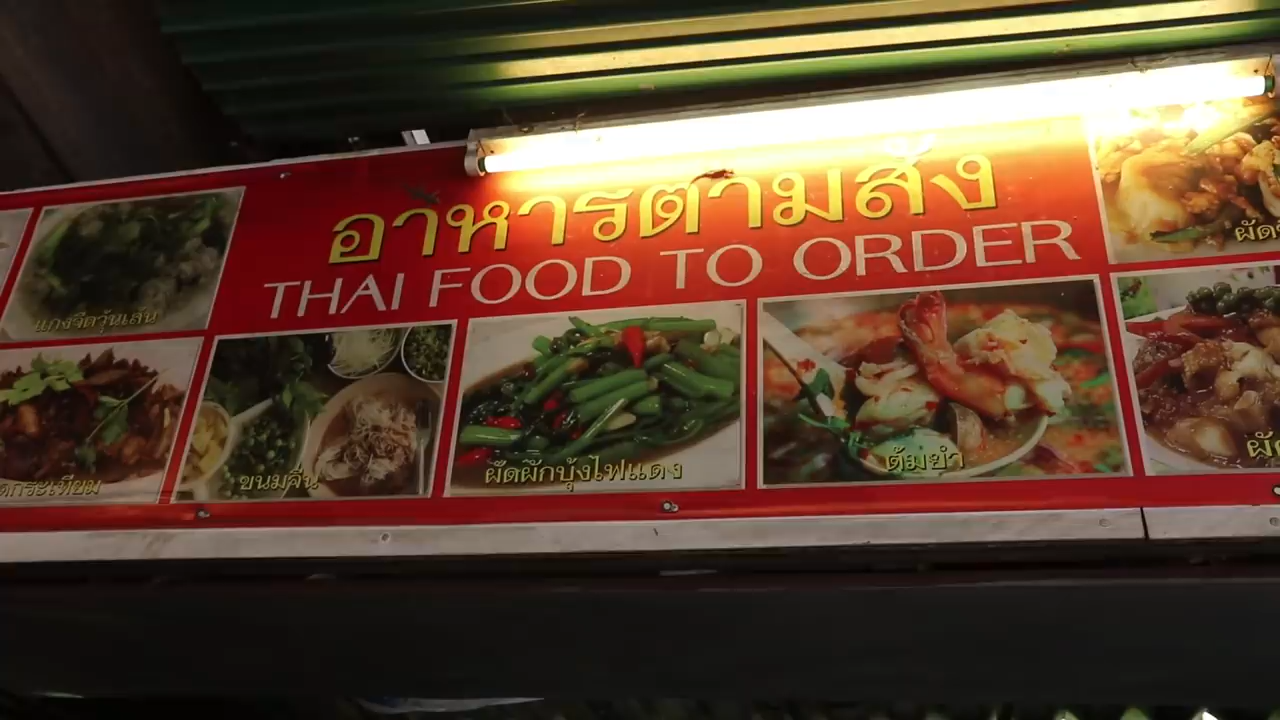 อาหารตามสั่ง
THAI FOOD TO ORDER
แกงจืดวุ้นเส้น
ขนมจีน
ผัดผักบุ้งไฟแดง
ต้มยำ